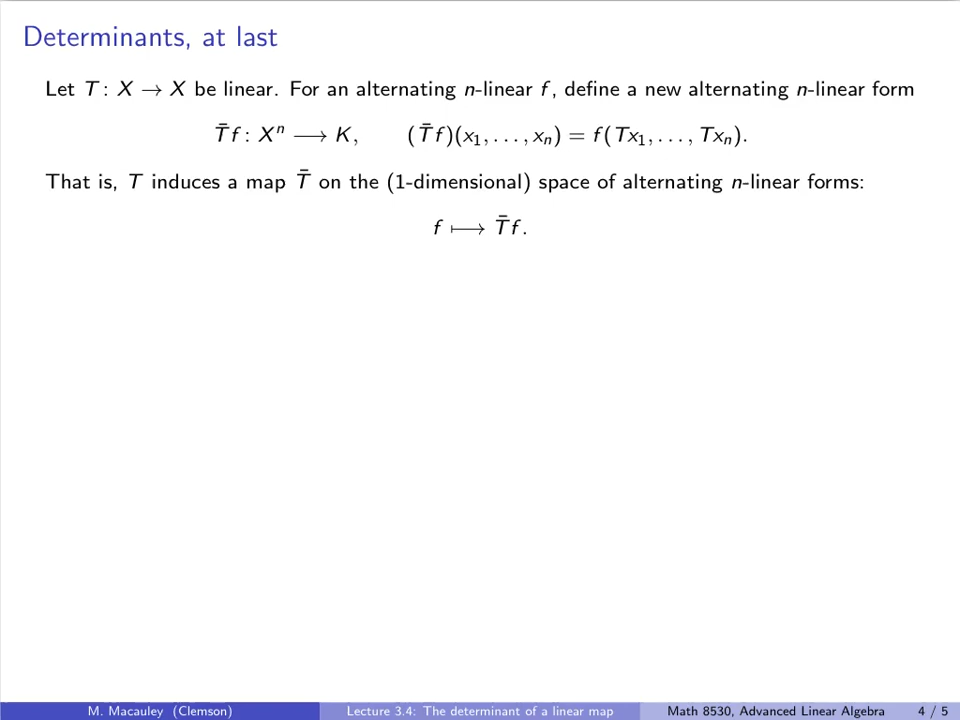 Determinants, at last
Let T : X → X be linear. For an alternating n-linear f, define a new alternating n-linear form
T̄f : Xⁿ ⟶ K, (T̄f)(x₁, . . . , xₙ) = f(Tx₁, . . . , Txₙ).
That is, T induces a map T̄ on the (1-dimensional) space of alternating n-linear forms:
f ⟼ T̄f.
M. Macauley (Clemson) Lecture 3.4: The determinant of a linear map Math 8530, Advanced Linear Algebra 4 / 5